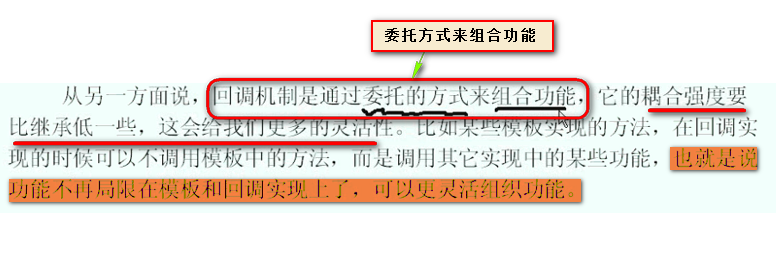 委托方式来组合功能
从另一方面说，回调机制是通过委托的方式来组合功能，它的耦合强度要
比继承低一些，这会给我们更多的灵活性。比如某些模板实现的方法，在回调实
现的时候可以不调用模板中的方法，而是调用其它实现中的某些功能，也就是说
功能不再局限在模板和回调实现上了，可以更灵活组织功能。